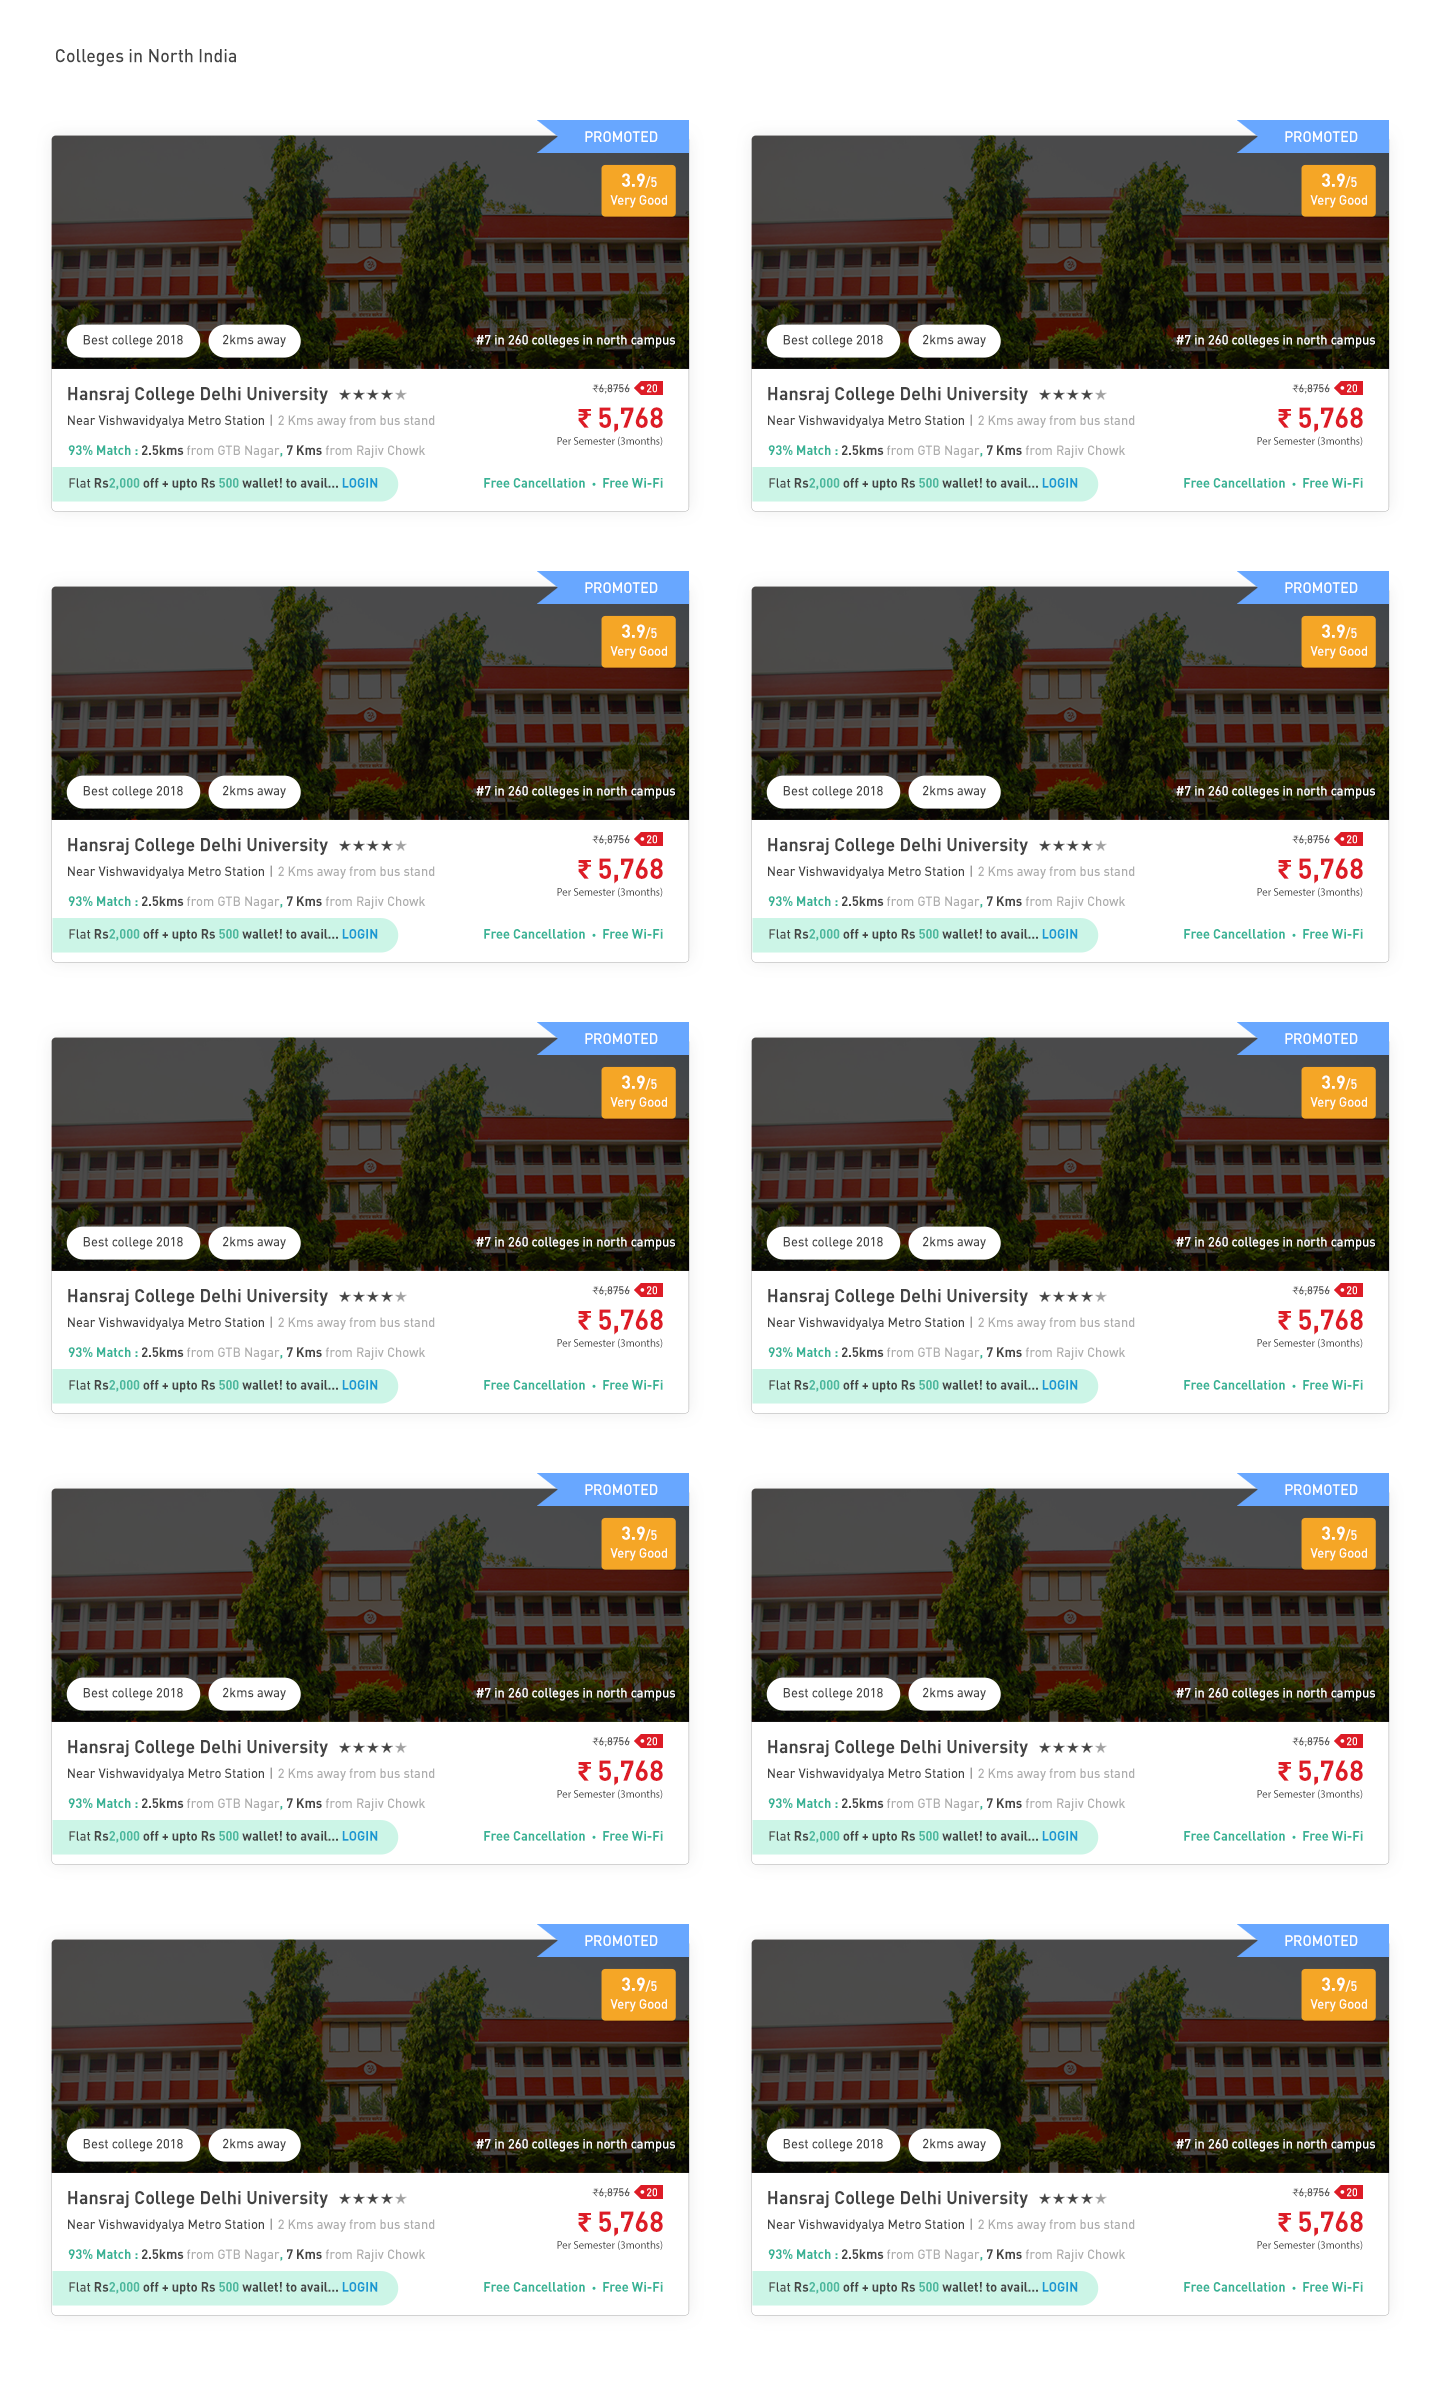 Colleges in North India
PROMOTED
3.9/5
Very Good
Best college 2018
2kms away
#7 in 260 colleges in north campus
Hansraj College Delhi University
₹6,8756
20
Near Vishwavidyalya Metro Station | 2 Kms away from bus stand
₹ 5,768
Per Semester (3months)
93% Match : 2.5kms from GTB Nagar, 7 Kms from Rajiv Chowk
Flat Rs2,000 off + upto Rs 500 wallet! to avail... LOGIN
Free Cancellation • Free Wi-Fi
PROMOTED
3.9/5
Very Good
Best college 2018
2kms away
#7 in 260 colleges in north campus
Hansraj College Delhi University
₹6,8756
20
Near Vishwavidyalya Metro Station | 2 Kms away from bus stand
₹ 5,768
Per Semester (3months)
93% Match : 2.5kms from GTB Nagar, 7 Kms from Rajiv Chowk
Flat Rs2,000 off + upto Rs 500 wallet! to avail... LOGIN
Free Cancellation • Free Wi-Fi
PROMOTED
3.9/5
Very Good
Best college 2018
2kms away
#7 in 260 colleges in north campus
Hansraj College Delhi University
₹6,8756
20
Near Vishwavidyalya Metro Station | 2 Kms away from bus stand
₹ 5,768
Per Semester (3months)
93% Match : 2.5kms from GTB Nagar, 7 Kms from Rajiv Chowk
Flat Rs2,000 off + upto Rs 500 wallet! to avail... LOGIN
Free Cancellation • Free Wi-Fi
PROMOTED
3.9/5
Very Good
Best college 2018
2kms away
#7 in 260 colleges in north campus
Hansraj College Delhi University
₹6,8756
20
Near Vishwavidyalya Metro Station | 2 Kms away from bus stand
₹ 5,768
Per Semester (3months)
93% Match : 2.5kms from GTB Nagar, 7 Kms from Rajiv Chowk
Flat Rs2,000 off + upto Rs 500 wallet! to avail... LOGIN
Free Cancellation • Free Wi-Fi
PROMOTED
3.9/5
Very Good
Best college 2018
2kms away
#7 in 260 colleges in north campus
Hansraj College Delhi University
₹6,8756
20
Near Vishwavidyalya Metro Station | 2 Kms away from bus stand
₹ 5,768
Per Semester (3months)
93% Match : 2.5kms from GTB Nagar, 7 Kms from Rajiv Chowk
Flat Rs2,000 off + upto Rs 500 wallet! to avail... LOGIN
Free Cancellation • Free Wi-Fi
PROMOTED
3.9/5
Very Good
Best college 2018
2kms away
#7 in 260 colleges in north campus
Hansraj College Delhi University
₹6,8756
20
Near Vishwavidyalya Metro Station | 2 Kms away from bus stand
₹ 5,768
Per Semester (3months)
93% Match : 2.5kms from GTB Nagar, 7 Kms from Rajiv Chowk
Flat Rs2,000 off + upto Rs 500 wallet! to avail... LOGIN
Free Cancellation • Free Wi-Fi
PROMOTED
3.9/5
Very Good
Best college 2018
2kms away
#7 in 260 colleges in north campus
Hansraj College Delhi University
₹6,8756
20
Near Vishwavidyalya Metro Station | 2 Kms away from bus stand
₹ 5,768
Per Semester (3months)
93% Match : 2.5kms from GTB Nagar, 7 Kms from Rajiv Chowk
Flat Rs2,000 off + upto Rs 500 wallet! to avail... LOGIN
Free Cancellation • Free Wi-Fi
PROMOTED
3.9/5
Very Good
Best college 2018
2kms away
#7 in 260 colleges in north campus
Hansraj College Delhi University
₹6,8756
20
Near Vishwavidyalya Metro Station | 2 Kms away from bus stand
₹ 5,768
Per Semester (3months)
93% Match : 2.5kms from GTB Nagar, 7 Kms from Rajiv Chowk
Flat Rs2,000 off + upto Rs 500 wallet! to avail... LOGIN
Free Cancellation • Free Wi-Fi
PROMOTED
3.9/5
Very Good
Best college 2018
2kms away
#7 in 260 colleges in north campus
Hansraj College Delhi University
₹6,8756
20
Near Vishwavidyalya Metro Station | 2 Kms away from bus stand
₹ 5,768
Per Semester (3months)
93% Match : 2.5kms from GTB Nagar, 7 Kms from Rajiv Chowk
Flat Rs2,000 off + upto Rs 500 wallet! to avail... LOGIN
Free Cancellation • Free Wi-Fi
PROMOTED
3.9/5
Very Good
Best college 2018
2kms away
#7 in 260 colleges in north campus
Hansraj College Delhi University
₹6,8756
20
Near Vishwavidyalya Metro Station | 2 Kms away from bus stand
₹ 5,768
Per Semester (3months)
93% Match : 2.5kms from GTB Nagar, 7 Kms from Rajiv Chowk
Flat Rs2,000 off + upto Rs 500 wallet! to avail... LOGIN
Free Cancellation • Free Wi-Fi